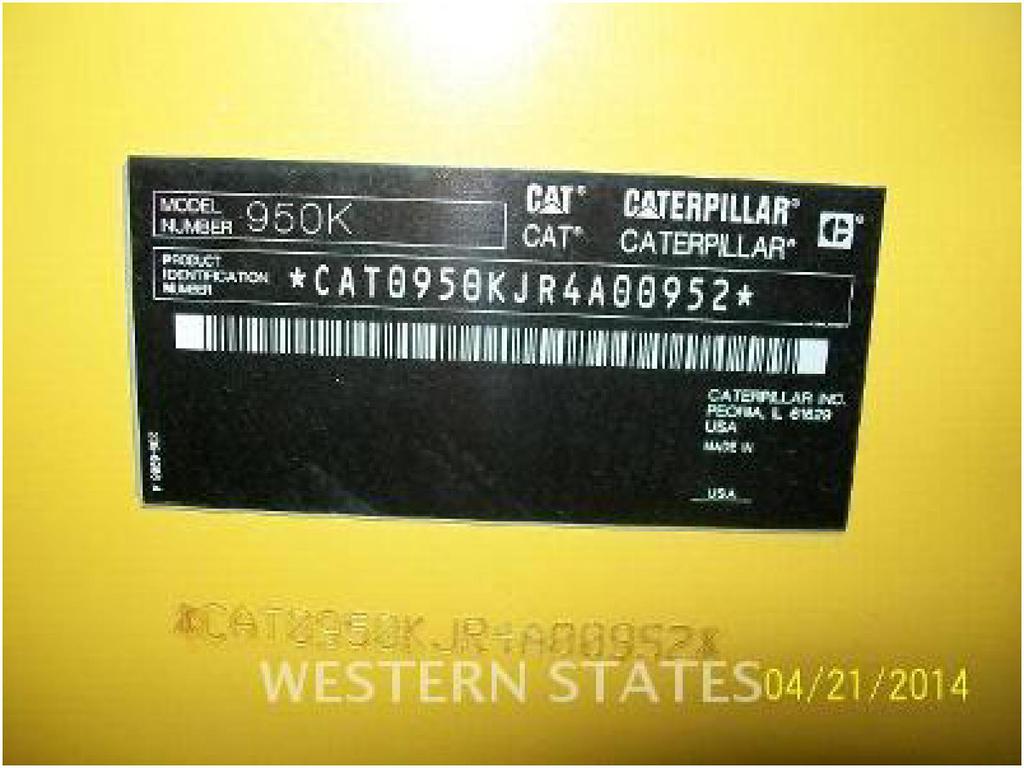 MODEL
NUMBER 950K
CAT® CATERPILLAR®
CAT® CATERPILLAR®
PRODUCT
IDENTIFICATION
NUMBER
*CAT0950KJR4A00952*
CATERPILLAR INC.
PEORIA, IL 61629
USA
MADE IN
USA
*CAT0950KJR4A00952*
WESTERN STATES
04/21/2014